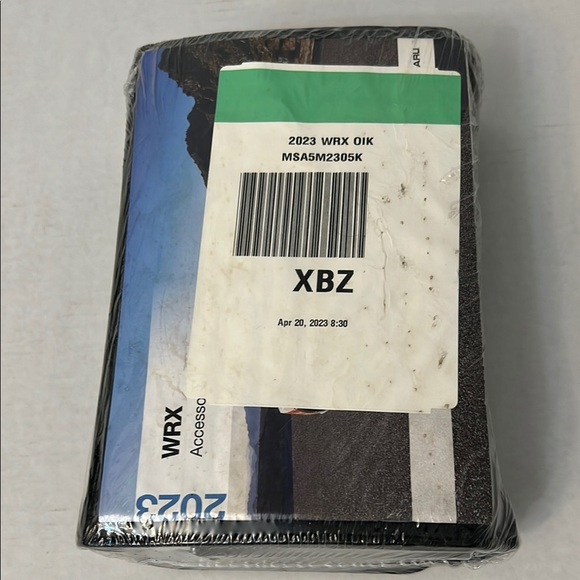 2023 WRX OIK
MSA5M2305K
XBZ
Apr 20, 2023 8:30
WRX
Accesso
2023
ARU